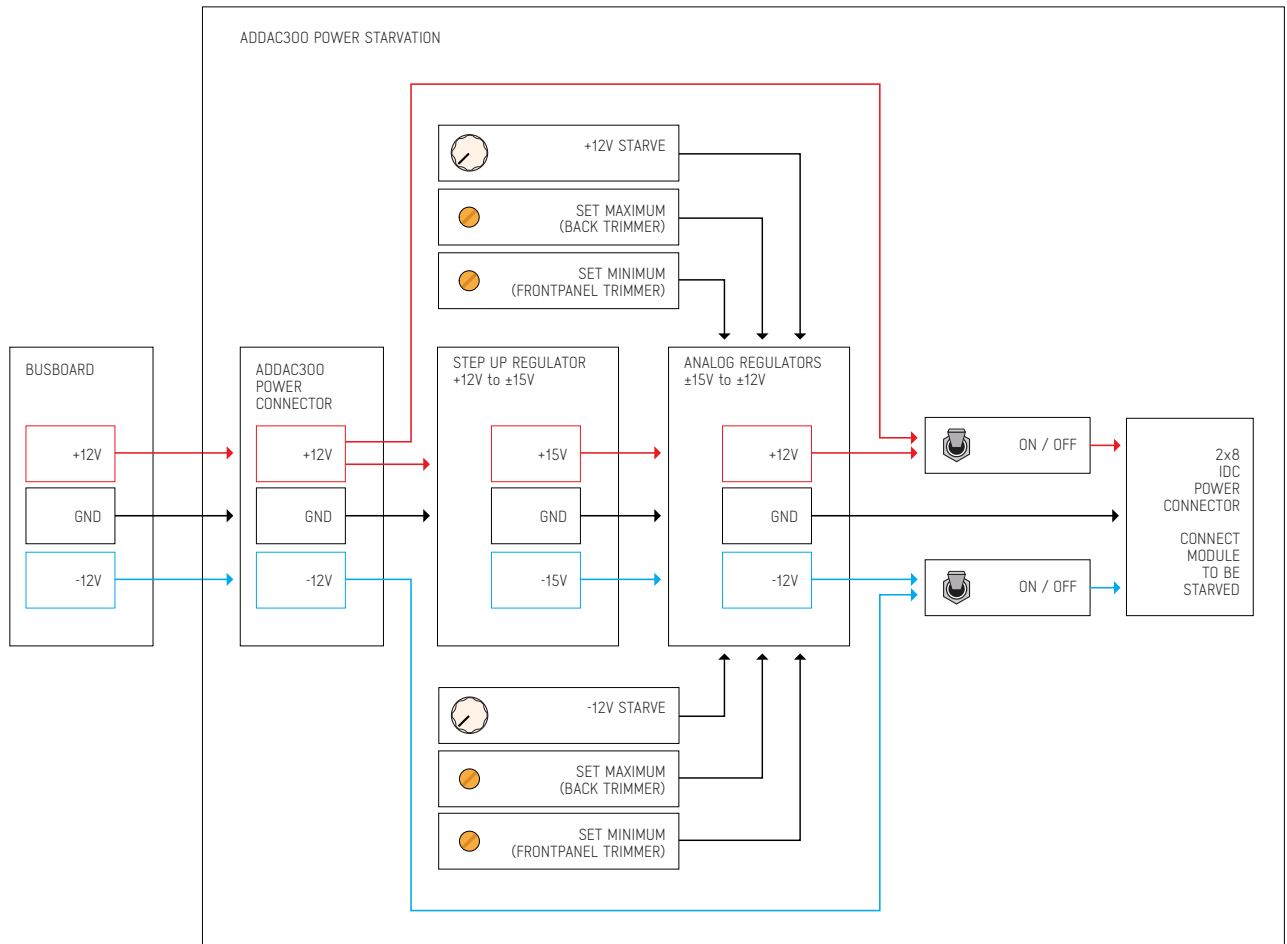 ADDAC300 POWER STARVATION
+12V STARVE
SET MAXIMUM
(BACK TRIMMER)
SET MINIMUM
(FRONTPANEL TRIMMER)
BUSBOARD
+12V
GND
-12V
ADDAC300
POWER
CONNECTOR
+12V
GND
-12V
STEP UP REGULATOR
+12V to ±15V
+15V
GND
-15V
ANALOG REGULATORS
±15V to ±12V
+12V
GND
-12V
ON / OFF
ON / OFF
2x8
IDC
POWER
CONNECTOR
CONNECT
MODULE
TO BE
STARVED
-12V STARVE
SET MAXIMUM
(BACK TRIMMER)
SET MINIMUM
(FRONTPANEL TRIMMER)